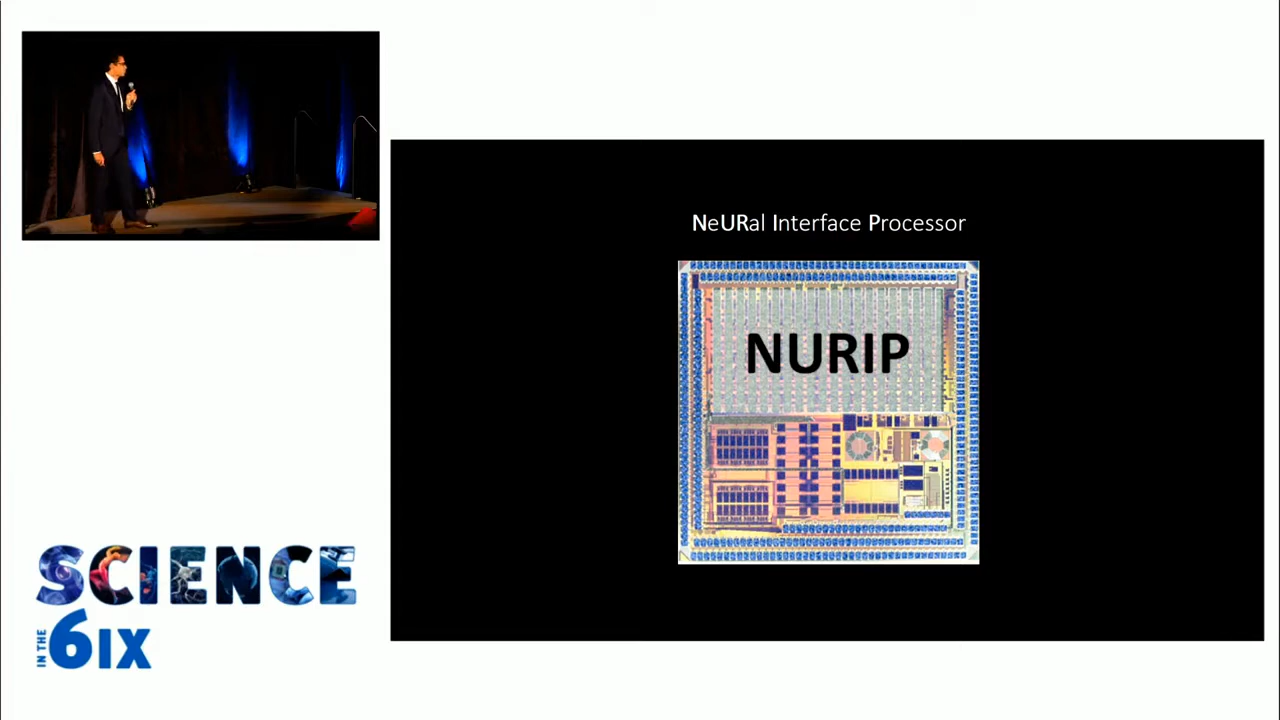 NeURal Interface Processor
NURIP
SCIENCE
IN THE
6IX